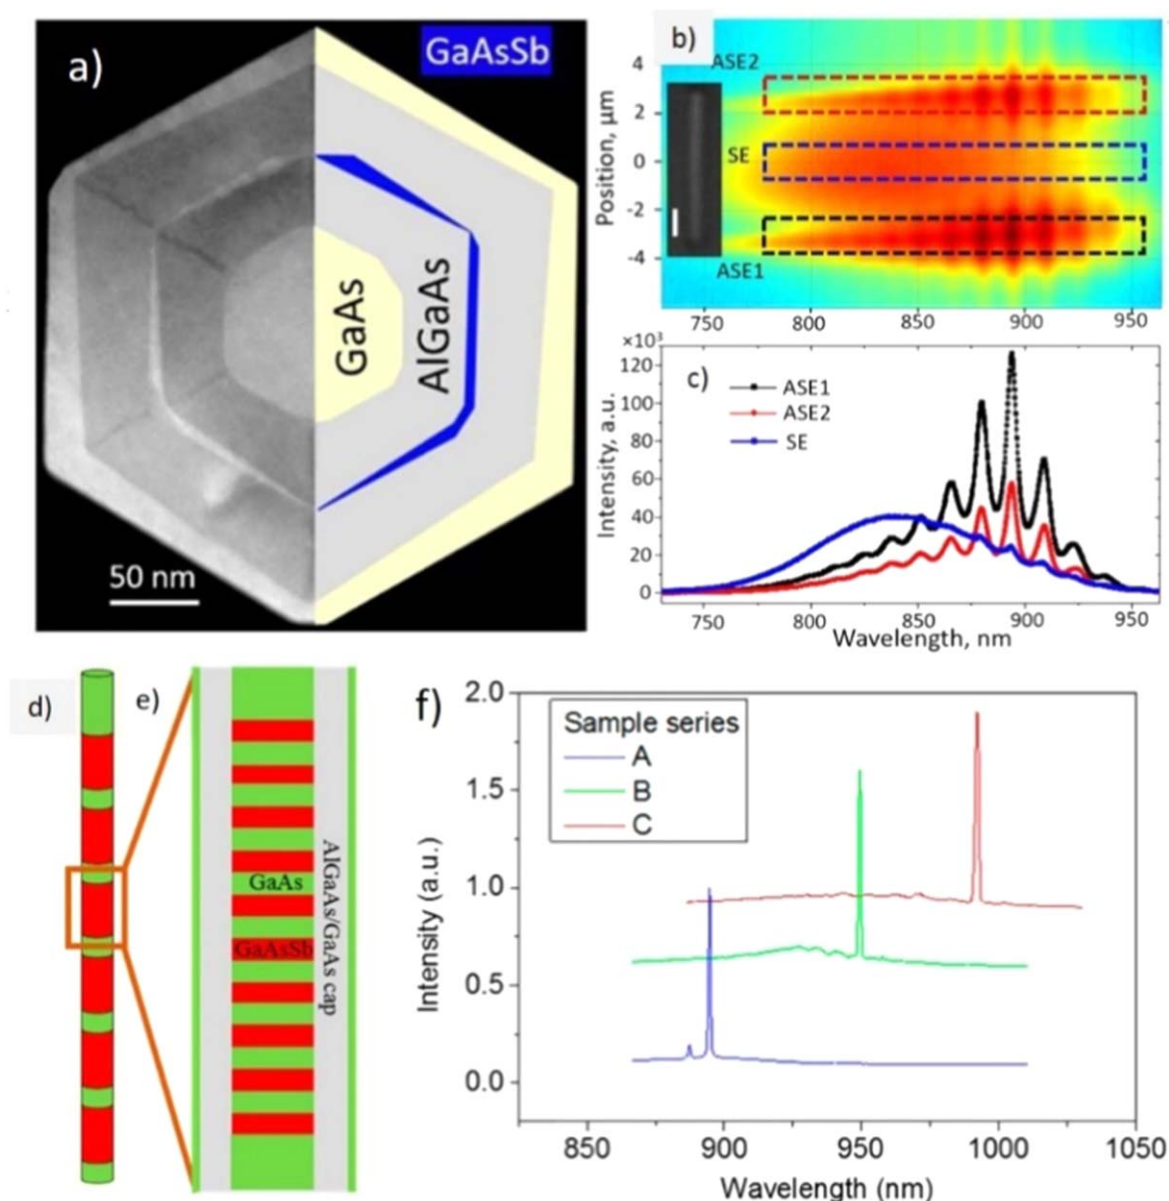 a)
GaAsSb
GaAs
AlGaAs
50 nm
b)
ASE2
SE
ASE1
Position, μm
4
2
0
-2
-4
750 800 850 900 950
×10³
c)
ASE1
ASE2
SE
Intensity, a.u.
120
100
80
60
40
20
0
750 800 850 900 950
Wavelength, nm
d)
e)
GaAs
GaAsSb
AlGaAs/GaAs cap
f)
Sample series
A
B
C
Intensity (a.u.)
2.0
1.5
1.0
0.5
0.0
850 900 950 1000 1050
Wavelength (nm)